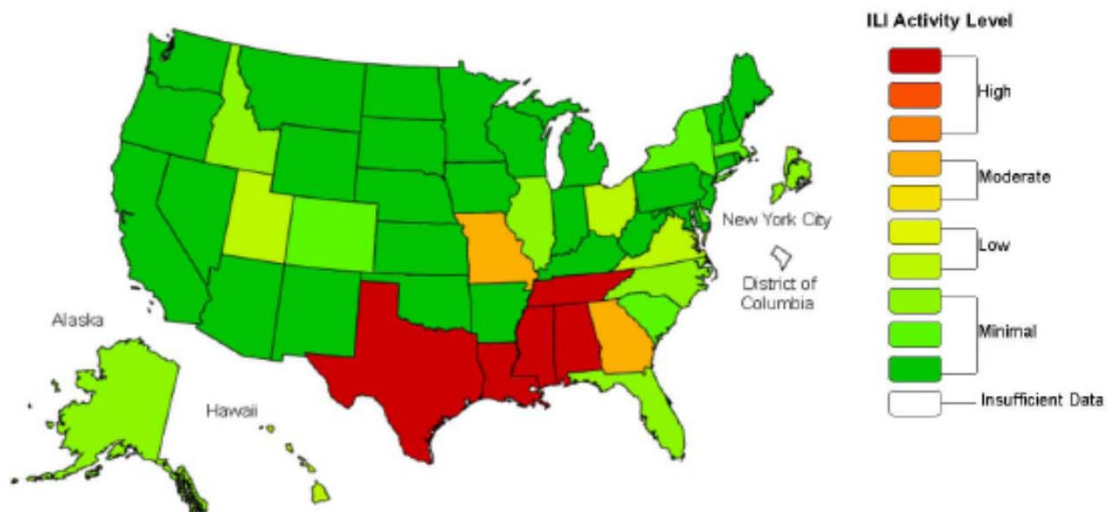 ILI Activity Level
High
Moderate
Low
Minimal
Insufficient Data
New York City
District of
Columbia
Alaska
Hawaii